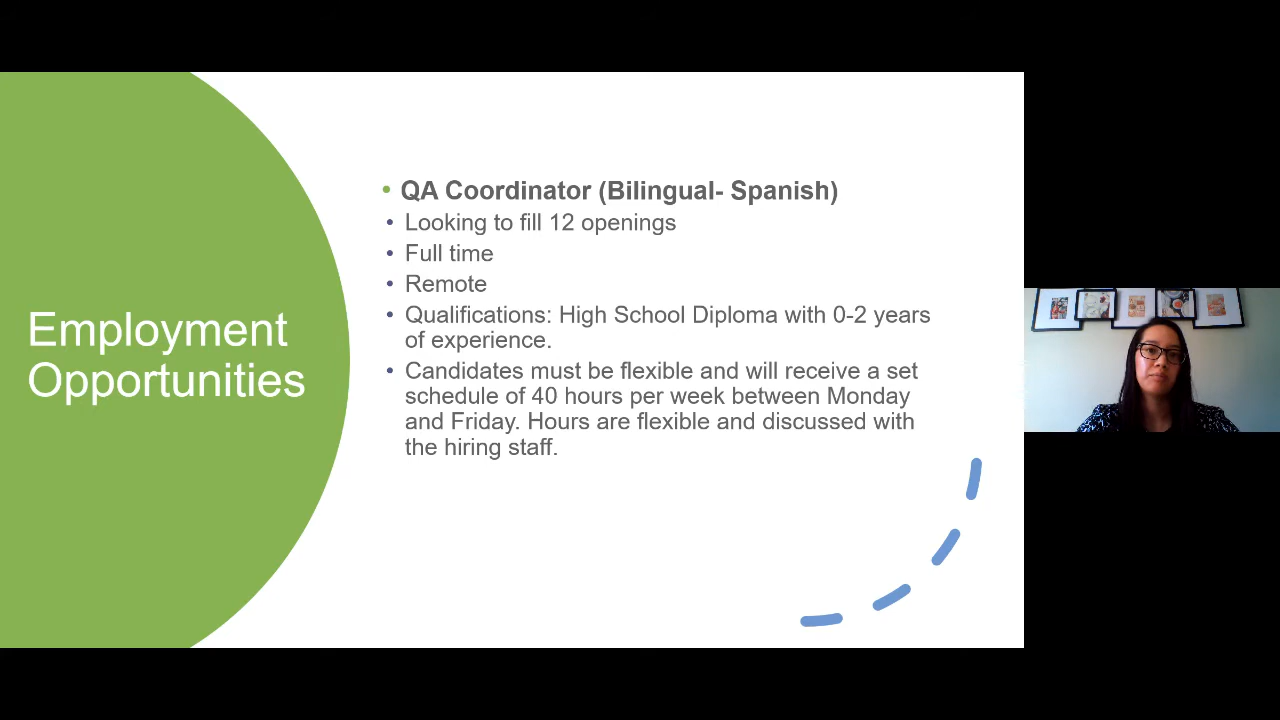 Employment
Opportunities
• QA Coordinator (Bilingual- Spanish)
• Looking to fill 12 openings
• Full time
• Remote
• Qualifications: High School Diploma with 0-2 years
of experience.
• Candidates must be flexible and will receive a set
schedule of 40 hours per week between Monday
and Friday. Hours are flexible and discussed with
the hiring staff.